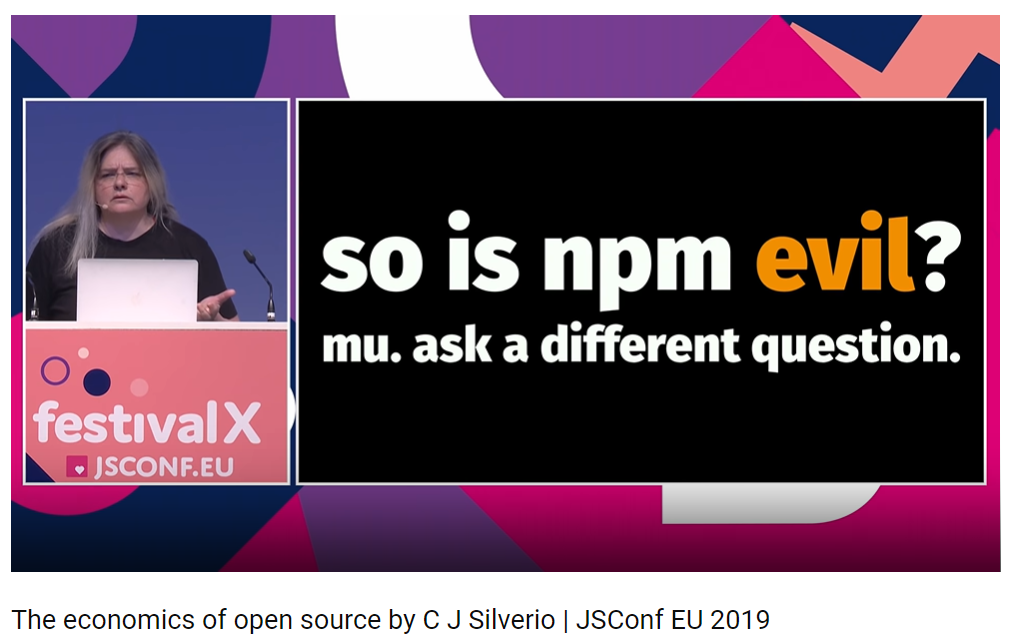 so is npm evil?
mu. ask a different question.
festivalX
JSCONF.EU
The economics of open source by C J Silverio | JSConf EU 2019